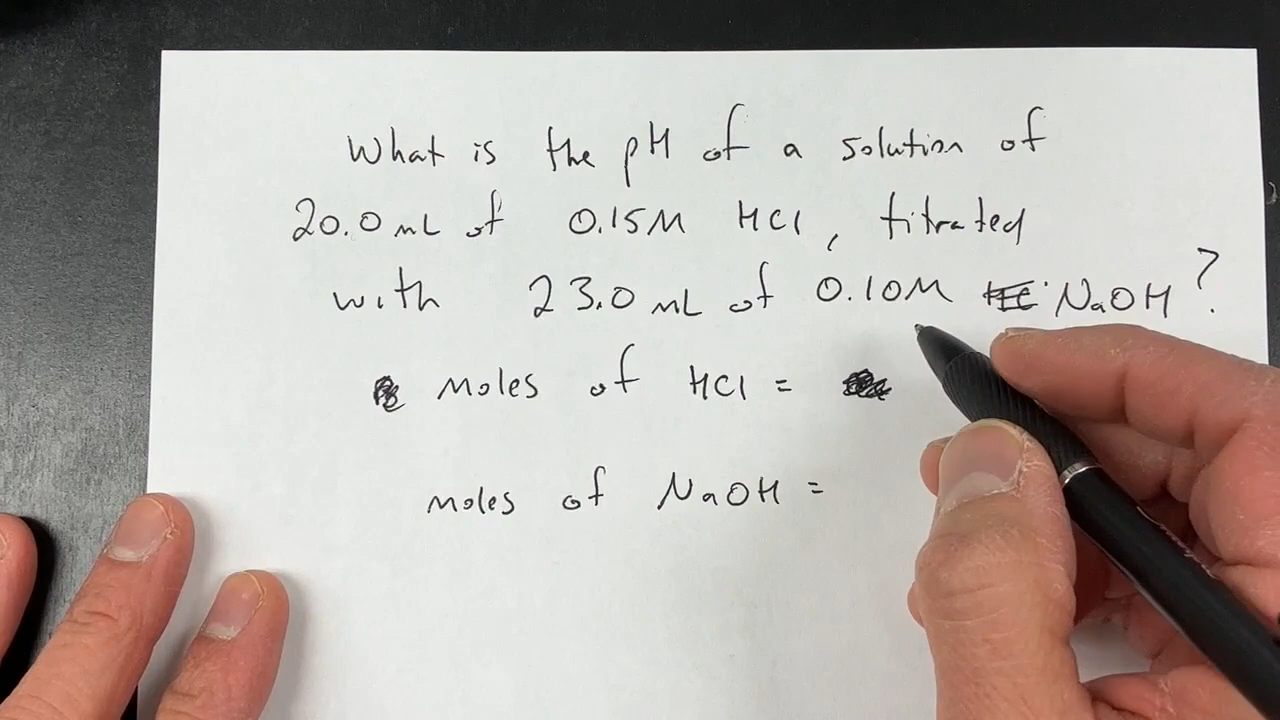 What is the pH of a solution of
20.0 mL of 0.15M HCl, titrated
with 23.0 mL of 0.10M NaOH?
moles of HCl =
moles of NaOH =